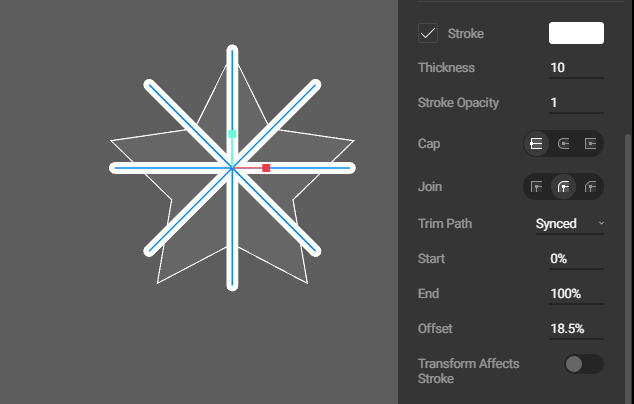 Stroke
Thickness 10
Stroke Opacity 1
Cap
Join
Trim Path Synced
Start 0%
End 100%
Offset 18.5%
Transform Affects
Stroke